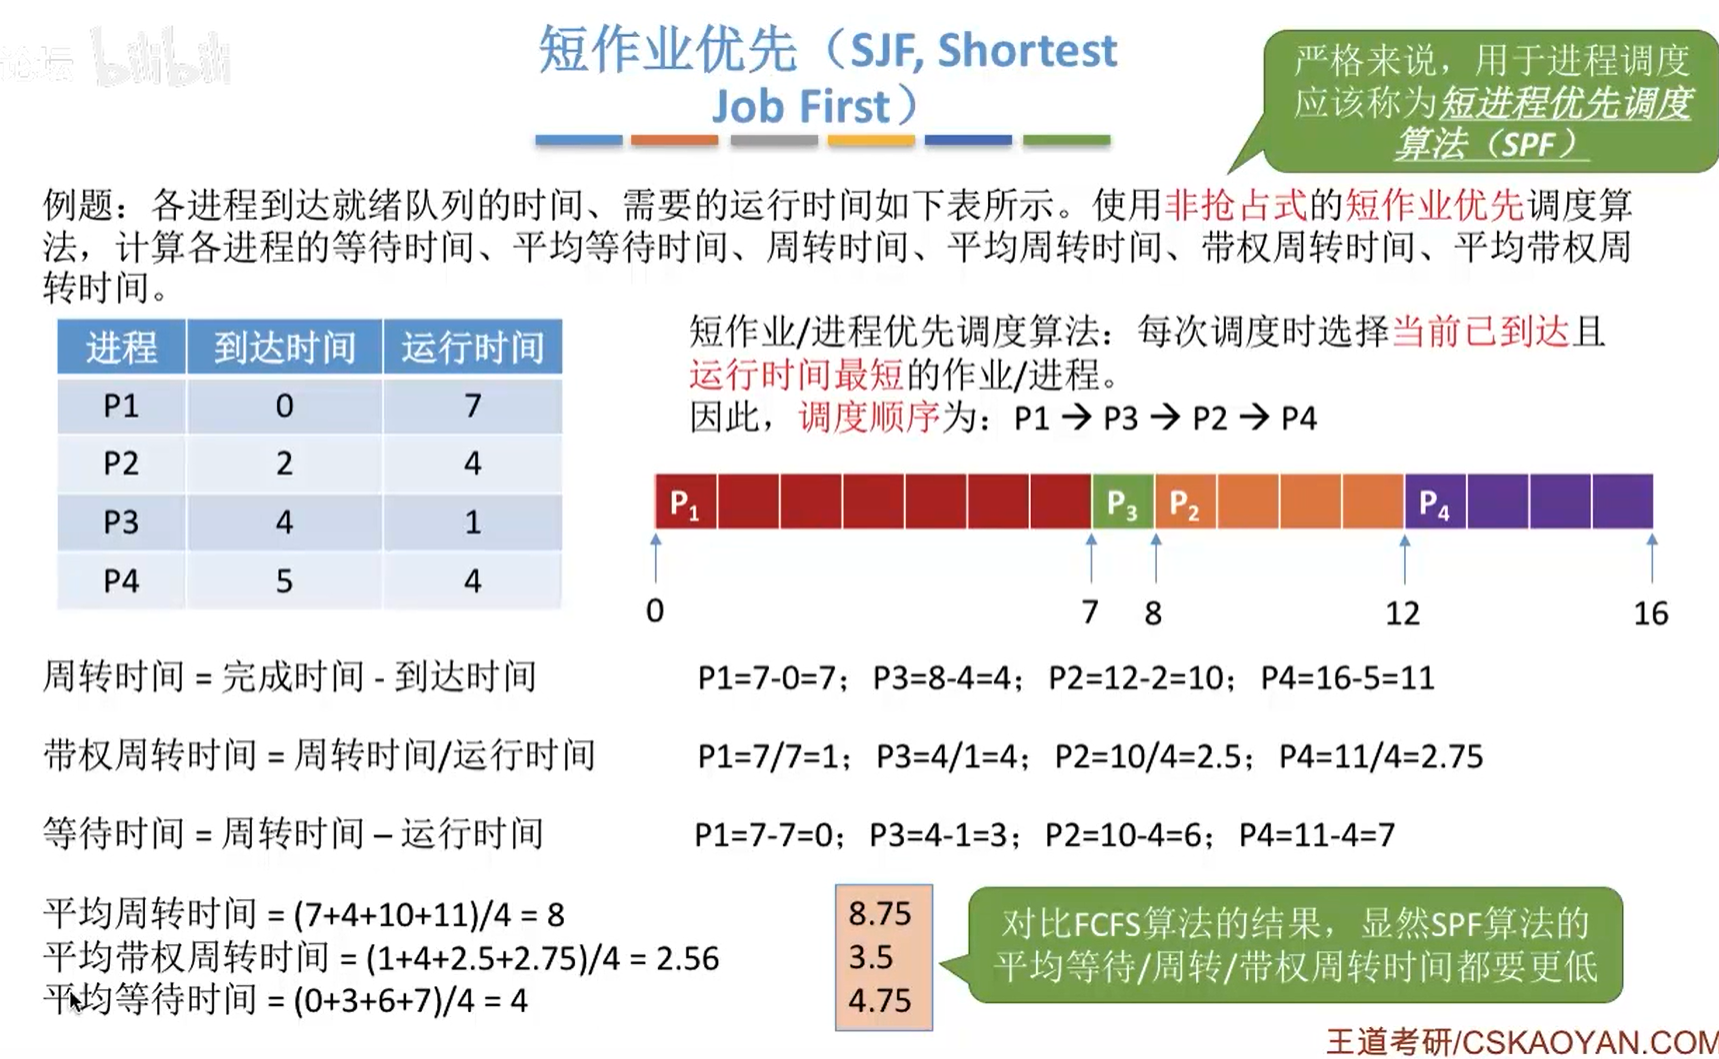 论坛 bilibili
短作业优先（SJF, Shortest
Job First）
严格来说，用于进程调度
应该称为短进程优先调度
算法（SPF）
例题：各进程到达就绪队列的时间、需要的运行时间如下表所示。使用非抢占式的短作业优先调度算
法，计算各进程的等待时间、平均等待时间、周转时间、平均周转时间、带权周转时间、平均带权周
转时间。
进程 到达时间 运行时间
P1 0 7
P2 2 4
P3 4 1
P4 5 4
短作业/进程优先调度算法：每次调度时选择当前已到达且
运行时间最短的作业/进程。
因此，调度顺序为：P1 → P3 → P2 → P4
P₁ P₃ P₂ P₄
0 7 8 12 16
周转时间 = 完成时间 - 到达时间
P1=7-0=7；P3=8-4=4；P2=12-2=10；P4=16-5=11
带权周转时间 = 周转时间/运行时间
P1=7/7=1；P3=4/1=4；P2=10/4=2.5；P4=11/4=2.75
等待时间 = 周转时间 – 运行时间
P1=7-7=0；P3=4-1=3；P2=10-4=6；P4=11-4=7
平均周转时间 = (7+4+10+11)/4 = 8
平均带权周转时间 = (1+4+2.5+2.75)/4 = 2.56
平均等待时间 = (0+3+6+7)/4 = 4
8.75
3.5
4.75
对比FCFS算法的结果，显然SPF算法的
平均等待/周转/带权周转时间都要更低
王道考研/CSKAOYAN.COM